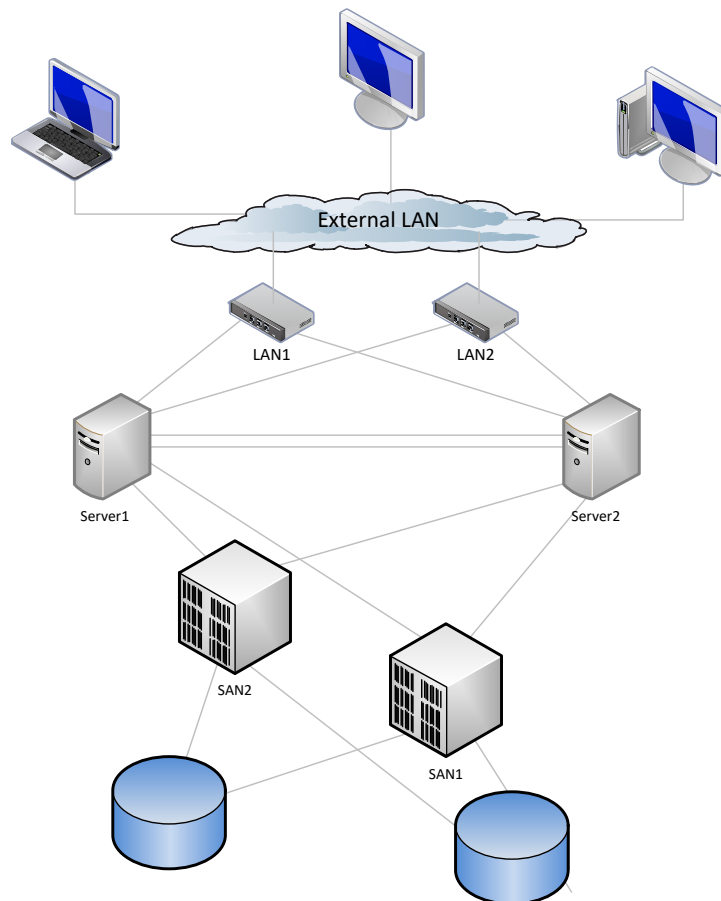 External LAN
LAN1
LAN2
Server1
Server2
SAN2
SAN1